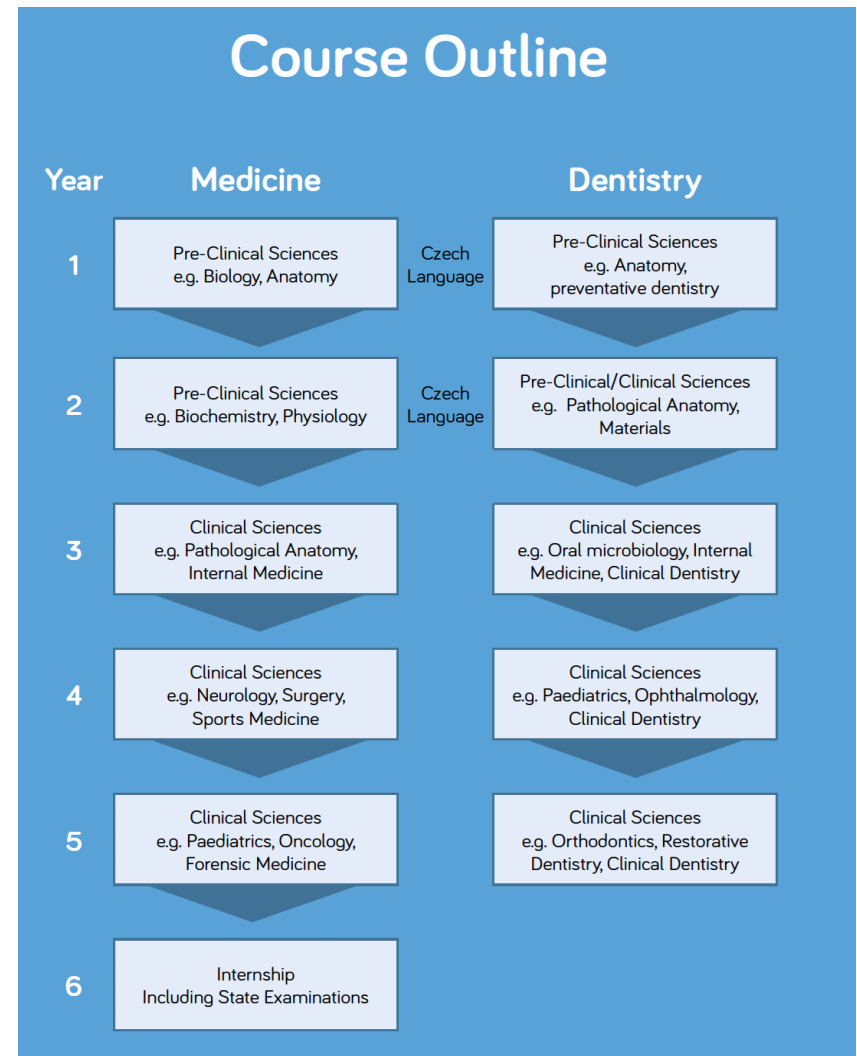 Course Outline
Year
Medicine
Dentistry
1
Pre-Clinical Sciences
e.g. Biology, Anatomy
Czech
Language
Pre-Clinical Sciences
e.g. Anatomy,
preventative dentistry
2
Pre-Clinical Sciences
e.g. Biochemistry, Physiology
Czech
Language
Pre-Clinical/Clinical Sciences
e.g. Pathological Anatomy,
Materials
3
Clinical Sciences
e.g. Pathological Anatomy,
Internal Medicine
Clinical Sciences
e.g. Oral microbiology, Internal
Medicine, Clinical Dentistry
4
Clinical Sciences
e.g. Neurology, Surgery,
Sports Medicine
Clinical Sciences
e.g. Paediatrics, Ophthalmology,
Clinical Dentistry
5
Clinical Sciences
e.g. Paediatrics, Oncology,
Forensic Medicine
Clinical Sciences
e.g. Orthodontics, Restorative
Dentistry, Clinical Dentistry
6
Internship
Including State Examinations